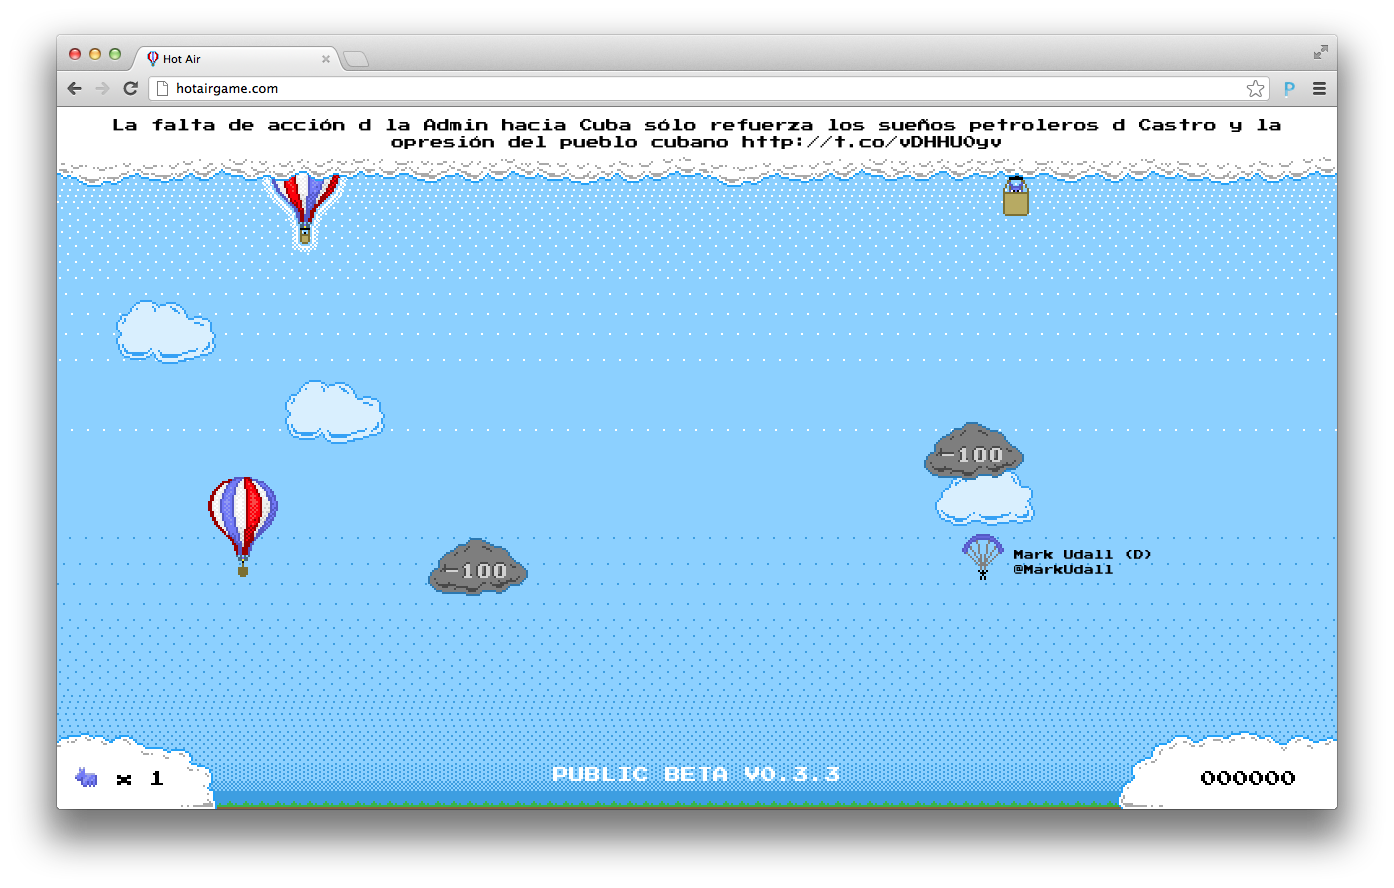 Hot Air
hotairgame.com
La falta de acción d la Admin hacia Cuba sólo refuerza los sueños petroleros d Castro y la
opresión del pueblo cubano http://t.co/vDHHUOyv
-100
-100
Mark Udall (D)
@MarkUdall
x 1
PUBLIC BETA V0.3.3
000000